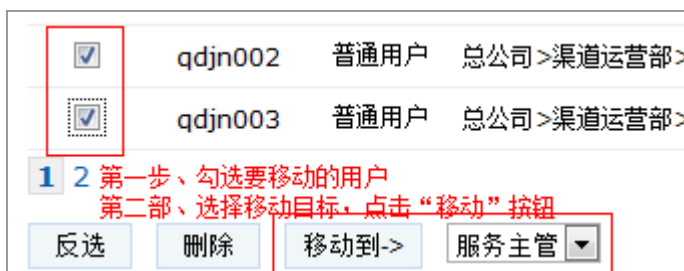 qdjn002 普通用户 总公司>渠道运营部>
qdjn003 普通用户 总公司>渠道运营部>
1 2 第一步、勾选要移动的用户
第二部、选择移动目标，点击“移动”按钮
反选 删除 移动到-> 服务主管